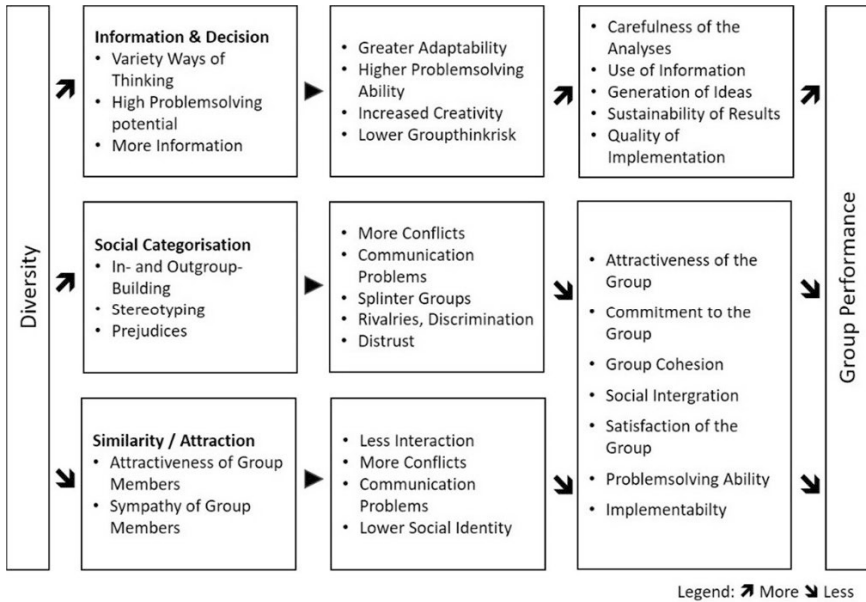 Diversity
Information & Decision
• Variety Ways of
Thinking
• High Problemsolving
potential
• More Information
• Greater Adaptability
• Higher Problemsolving
Ability
• Increased Creativity
• Lower Groupthinkrisk
• Carefulness of the
Analyses
• Use of Information
• Generation of Ideas
• Sustainability of Results
• Quality of
Implementation
Social Categorisation
• In- and Outgroup-
Building
• Stereotyping
• Prejudices
• More Conflicts
• Communication
Problems
• Splinter Groups
• Rivalries, Discrimination
• Distrust
• Attractiveness of the
Group
• Commitment to the
Group
• Group Cohesion
• Social Intergration
• Satisfaction of the
Group
• Problemsolving Ability
• Implementabilty
Similarity / Attraction
• Attractiveness of Group
Members
• Sympathy of Group
Members
• Less Interaction
• More Conflicts
• Communication
Problems
• Lower Social Identity
Group Performance
Legend: 🡭 More 🡮 Less